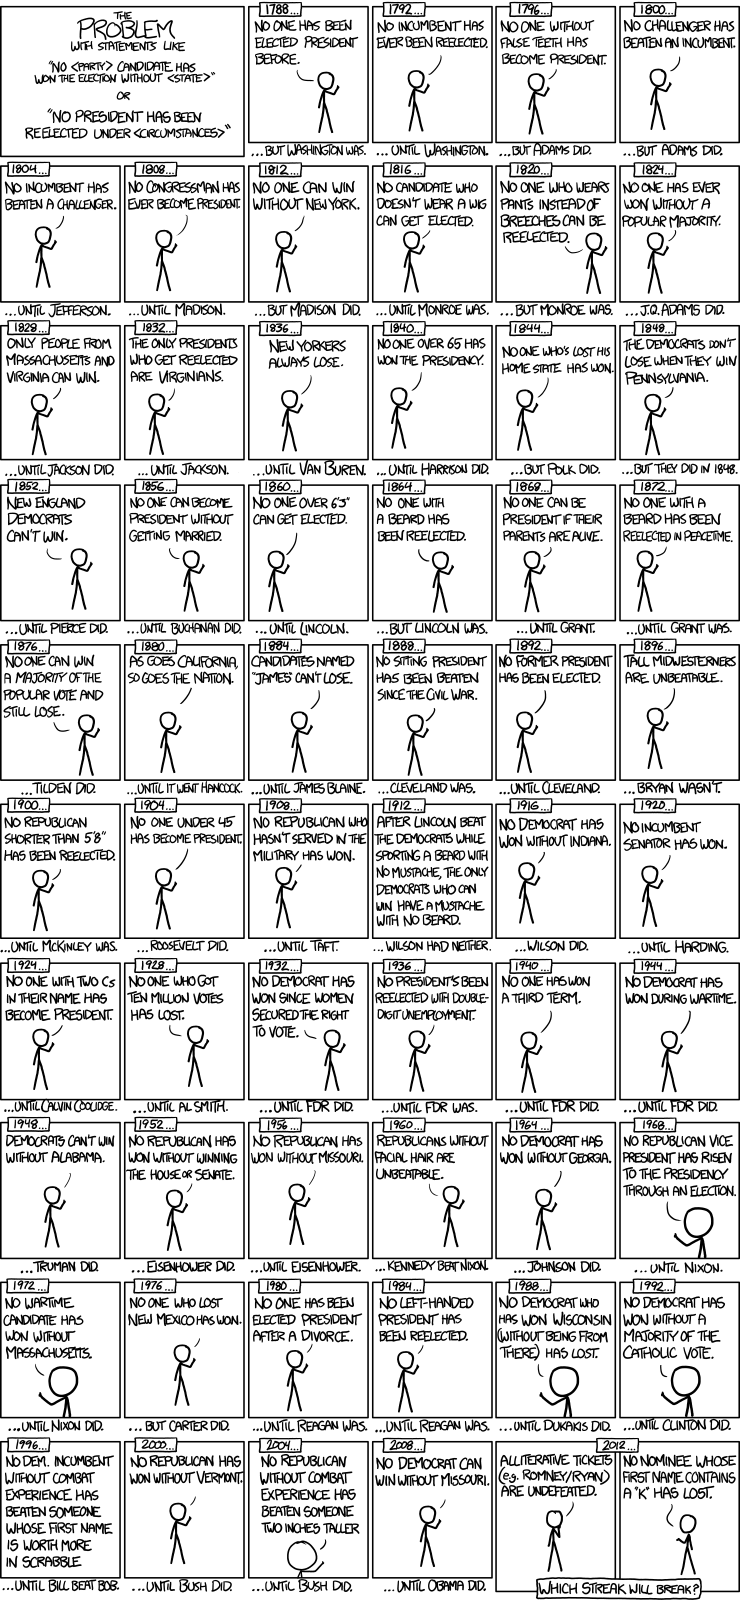 THE
PROBLEM
WITH STATEMENTS LIKE
"NO <PARTY> CANDIDATE HAS
WON THE ELECTION WITHOUT <STATE>"
OR
"NO PRESIDENT HAS BEEN
REELECTED UNDER <CIRCUMSTANCES>"
1788...
NO ONE HAS BEEN
ELECTED PRESIDENT
BEFORE.
...BUT WASHINGTON WAS.
1792...
NO INCUMBENT HAS
EVER BEEN REELECTED.
...UNTIL WASHINGTON.
1796...
NO ONE WITHOUT
FALSE TEETH HAS
BECOME PRESIDENT.
...BUT ADAMS DID.
1800...
NO CHALLENGER HAS
BEATEN AN INCUMBENT.
...BUT ADAMS DID.
1804...
NO INCUMBENT HAS
BEATEN A CHALLENGER.
...UNTIL JEFFERSON.
1808...
NO CONGRESSMAN HAS
EVER BECOME PRESIDENT.
...UNTIL MADISON.
1812...
NO ONE CAN WIN
WITHOUT NEW YORK.
...BUT MADISON DID.
1816...
NO CANDIDATE WHO
DOESN'T WEAR A WIG
CAN GET ELECTED.
...UNTIL MONROE WAS.
1820...
NO ONE WHO WEARS
PANTS INSTEAD OF
BREECHES CAN BE
REELECTED.
...BUT MONROE WAS.
1824...
NO ONE HAS EVER
WON WITHOUT A
POPULAR MAJORITY.
...J.Q. ADAMS DID.
1828...
ONLY PEOPLE FROM
MASSACHUSETTS AND
VIRGINIA CAN WIN.
...UNTIL JACKSON DID.
1832...
THE ONLY PRESIDENTS
WHO GET REELECTED
ARE VIRGINIANS.
...UNTIL JACKSON.
1836...
NEW YORKERS
ALWAYS LOSE.
...UNTIL VAN BUREN.
1840...
NO ONE OVER 65 HAS
WON THE PRESIDENCY.
...UNTIL HARRISON DID.
1844...
NO ONE WHO'S LOST HIS
HOME STATE HAS WON.
...BUT POLK DID.
1848...
THE DEMOCRATS DON'T
LOSE WHEN THEY WIN
PENNSYLVANIA.
...BUT THEY DID IN 1848.
1852...
NEW ENGLAND
DEMOCRATS
CAN'T WIN.
...UNTIL PIERCE DID.
1856...
NO ONE CAN BECOME
PRESIDENT WITHOUT
GETTING MARRIED.
...UNTIL BUCHANAN DID.
1860...
NO ONE OVER 6'3"
CAN GET ELECTED.
...UNTIL LINCOLN.
1864...
NO ONE WITH
A BEARD HAS
BEEN REELECTED.
...BUT LINCOLN WAS.
1868...
NO ONE CAN BE
PRESIDENT IF THEIR
PARENTS ARE ALIVE.
...UNTIL GRANT.
1872...
NO ONE WITH A
BEARD HAS BEEN
REELECTED IN PEACETIME.
...UNTIL GRANT WAS.
1876...
NO ONE CAN WIN
A MAJORITY OF THE
POPULAR VOTE AND
STILL LOSE.
...TILDEN DID.
1880...
AS GOES CALIFORNIA,
SO GOES THE NATION.
...UNTIL IT WENT HANCOCK.
1884...
CANDIDATES NAMED
"JAMES" CAN'T LOSE.
...UNTIL JAMES BLAINE.
1888...
NO SITTING PRESIDENT
HAS BEEN BEATEN
SINCE THE CIVIL WAR.
...CLEVELAND WAS.
1892...
NO FORMER PRESIDENT
HAS BEEN ELECTED.
...UNTIL CLEVELAND.
1896...
TALL MIDWESTERNERS
ARE UNBEATABLE.
...BRYAN WASN'T.
1900...
NO REPUBLICAN
SHORTER THAN 5'8"
HAS BEEN REELECTED.
...UNTIL MCKINLEY WAS.
1904...
NO ONE UNDER 45
HAS BECOME PRESIDENT.
...ROOSEVELT DID.
1908...
NO REPUBLICAN WHO
HASN'T SERVED IN THE
MILITARY HAS WON.
...UNTIL TAFT.
1912...
AFTER LINCOLN BEAT
THE DEMOCRATS WHILE
SPORTING A BEARD WITH
NO MUSTACHE, THE ONLY
DEMOCRATS WHO CAN
WIN HAVE A MUSTACHE
WITH NO BEARD.
...WILSON HAD NEITHER.
1916...
NO DEMOCRAT HAS
WON WITHOUT INDIANA.
...WILSON DID.
1920...
NO INCUMBENT
SENATOR HAS WON.
...UNTIL HARDING.
1924...
NO ONE WITH TWO Cs
IN THEIR NAME HAS
BECOME PRESIDENT.
...UNTIL CALVIN COOLIDGE.
1928...
NO ONE WHO GOT
TEN MILLION VOTES
HAS LOST.
...UNTIL AL SMITH.
1932...
NO DEMOCRAT HAS
WON SINCE WOMEN
SECURED THE RIGHT
TO VOTE.
...UNTIL FDR DID.
1936...
NO PRESIDENT'S BEEN
REELECTED WITH DOUBLE-
DIGIT UNEMPLOYMENT.
...UNTIL FDR WAS.
1940...
NO ONE HAS WON
A THIRD TERM.
...UNTIL FDR DID.
1944...
NO DEMOCRAT HAS
WON DURING WARTIME.
...UNTIL FDR DID.
1948...
DEMOCRATS CAN'T WIN
WITHOUT ALABAMA.
...TRUMAN DID.
1952...
NO REPUBLICAN HAS
WON WITHOUT WINNING
THE HOUSE OR SENATE.
...EISENHOWER DID.
1956...
NO REPUBLICAN HAS
WON WITHOUT MISSOURI.
...UNTIL EISENHOWER.
1960...
REPUBLICANS WITHOUT
FACIAL HAIR ARE
UNBEATABLE.
...KENNEDY BEAT NIXON.
1964...
NO DEMOCRAT HAS
WON WITHOUT GEORGIA.
...JOHNSON DID.
1968...
NO REPUBLICAN VICE
PRESIDENT HAS RISEN
TO THE PRESIDENCY
THROUGH AN ELECTION.
...UNTIL NIXON.
1972...
NO WARTIME
CANDIDATE HAS
WON WITHOUT
MASSACHUSETTS.
...UNTIL NIXON DID.
1976...
NO ONE WHO LOST
NEW MEXICO HAS WON.
...BUT CARTER DID.
1980...
NO ONE HAS BEEN
ELECTED PRESIDENT
AFTER A DIVORCE.
...UNTIL REAGAN WAS.
1984...
NO LEFT-HANDED
PRESIDENT HAS
BEEN REELECTED.
...UNTIL REAGAN WAS.
1988...
NO DEMOCRAT WHO
HAS WON WISCONSIN
(WITHOUT BEING FROM
THERE) HAS LOST.
...UNTIL DUKAKIS DID.
1992...
NO DEMOCRAT HAS
WON WITHOUT A
MAJORITY OF THE
CATHOLIC VOTE.
...UNTIL CLINTON DID.
1996...
NO DEM. INCUMBENT
WITHOUT COMBAT
EXPERIENCE HAS
BEATEN SOMEONE
WHOSE FIRST NAME
IS WORTH MORE
IN SCRABBLE
...UNTIL BILL BEAT BOB.
2000...
NO REPUBLICAN HAS
WON WITHOUT VERMONT.
...UNTIL BUSH DID.
2004...
NO REPUBLICAN
WITHOUT COMBAT
EXPERIENCE HAS
BEATEN SOMEONE
TWO INCHES TALLER
...UNTIL BUSH DID.
2008...
NO DEMOCRAT CAN
WIN WITHOUT MISSOURI.
...UNTIL OBAMA DID.
2012...
ALLITERATIVE TICKETS
(e.g. ROMNEY/RYAN)
ARE UNDEFEATED.
NO NOMINEE WHOSE
FIRST NAME CONTAINS
A "K" HAS LOST.
WHICH STREAK WILL BREAK?